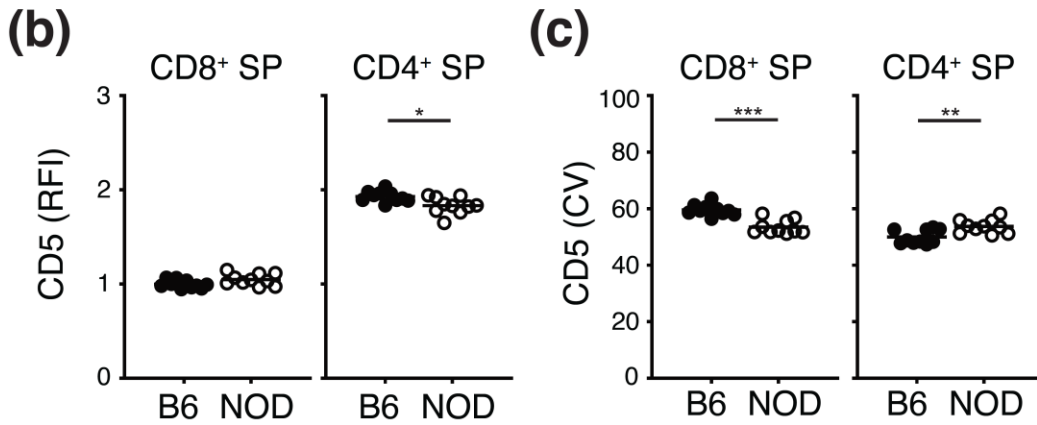 (b)
CD8+ SP
CD4+ SP
CD5 (RFI)
3
2
1
0
*
B6
NOD
B6
NOD
(c)
CD8+ SP
CD4+ SP
CD5 (CV)
100
80
60
40
20
0
***
**
B6
NOD
B6
NOD